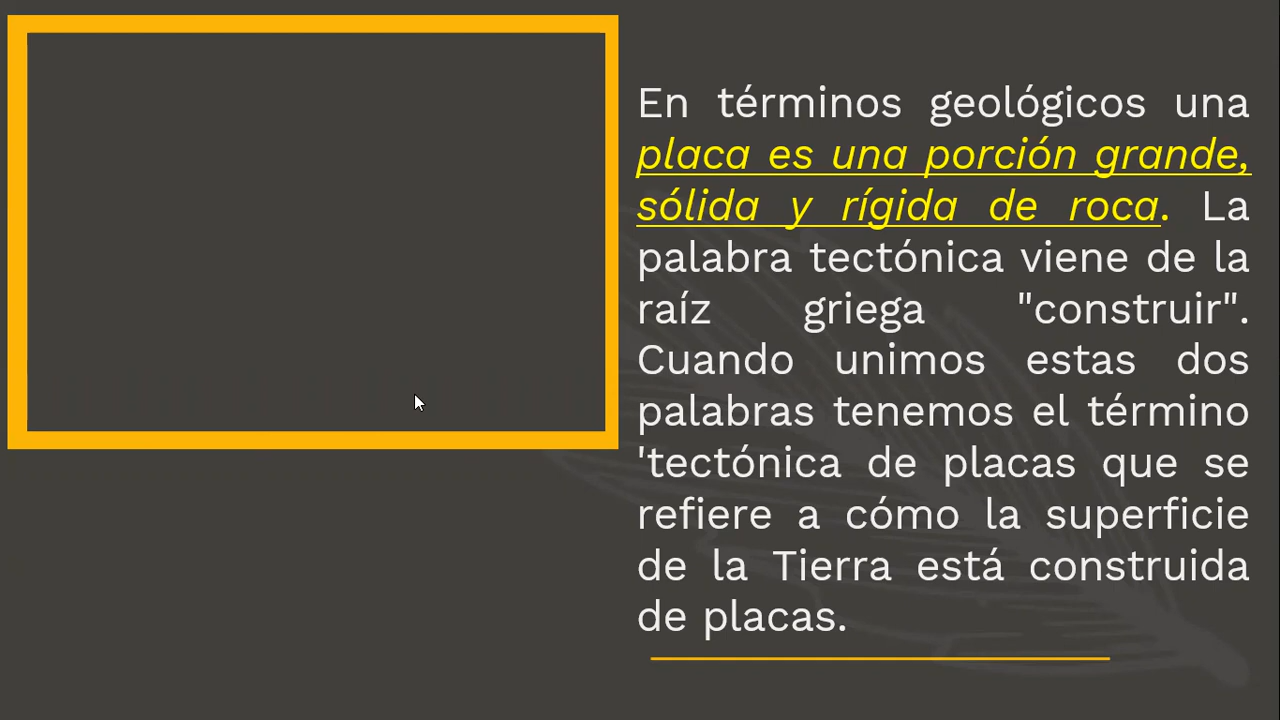 En términos geológicos una
placa es una porción grande,
sólida y rígida de roca. La
palabra tectónica viene de la
raíz griega "construir".
Cuando unimos estas dos
palabras tenemos el término
'tectónica de placas que se
refiere a cómo la superficie
de la Tierra está construida
de placas.